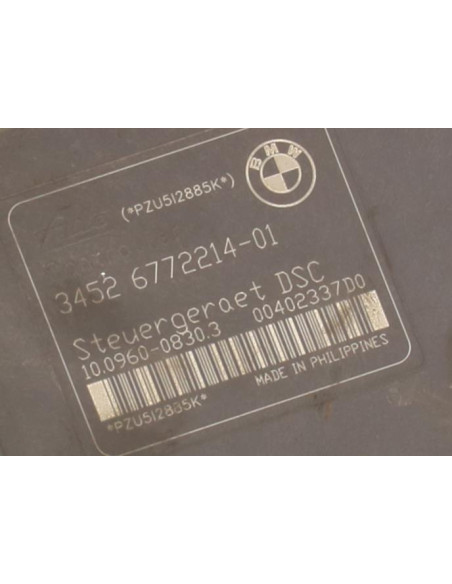 BMW
(*PZU5I2885K*)
3452 6772214-01
Steuergeraet DSC
10.0960-0830.3 00402337D0
*PZU5I2885K*
MADE IN PHILIPPINES